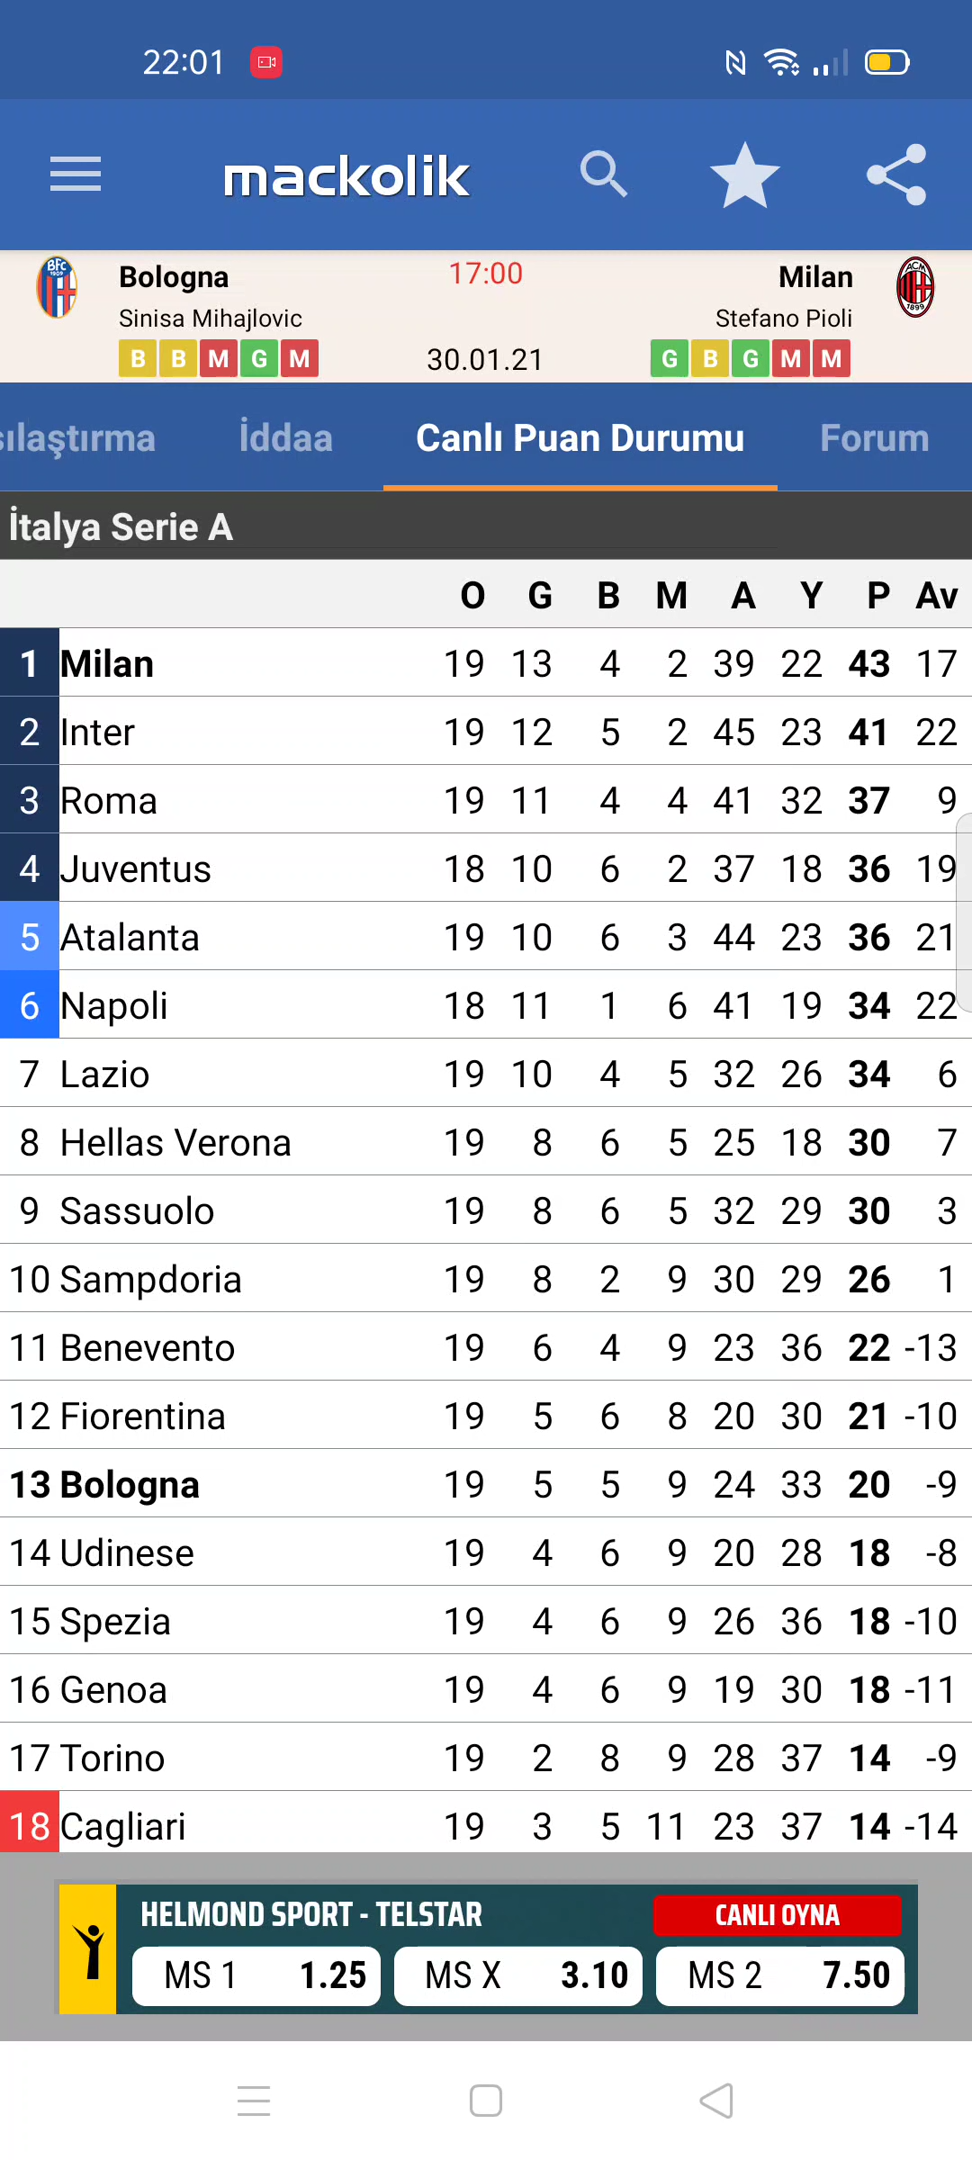 22:01
mackolik
Bologna 17:00 Milan
Sinisa Mihajlovic Stefano Pioli
B B M G M 30.01.21 G B G M M
sılaştırma İddaa Canlı Puan Durumu Forum
İtalya Serie A
O G B M A Y P Av
1 Milan 19 13 4 2 39 22 43 17
2 Inter 19 12 5 2 45 23 41 22
3 Roma 19 11 4 4 41 32 37 9
4 Juventus 18 10 6 2 37 18 36 19
5 Atalanta 19 10 6 3 44 23 36 21
6 Napoli 18 11 1 6 41 19 34 22
7 Lazio 19 10 4 5 32 26 34 6
8 Hellas Verona 19 8 6 5 25 18 30 7
9 Sassuolo 19 8 6 5 32 29 30 3
10 Sampdoria 19 8 2 9 30 29 26 1
11 Benevento 19 6 4 9 23 36 22 -13
12 Fiorentina 19 5 6 8 20 30 21 -10
13 Bologna 19 5 5 9 24 33 20 -9
14 Udinese 19 4 6 9 20 28 18 -8
15 Spezia 19 4 6 9 26 36 18 -10
16 Genoa 19 4 6 9 19 30 18 -11
17 Torino 19 2 8 9 28 37 14 -9
18 Cagliari 19 3 5 11 23 37 14 -14
HELMOND SPORT - TELSTAR CANLI OYNA
MS 1 1.25 MS X 3.10 MS 2 7.50